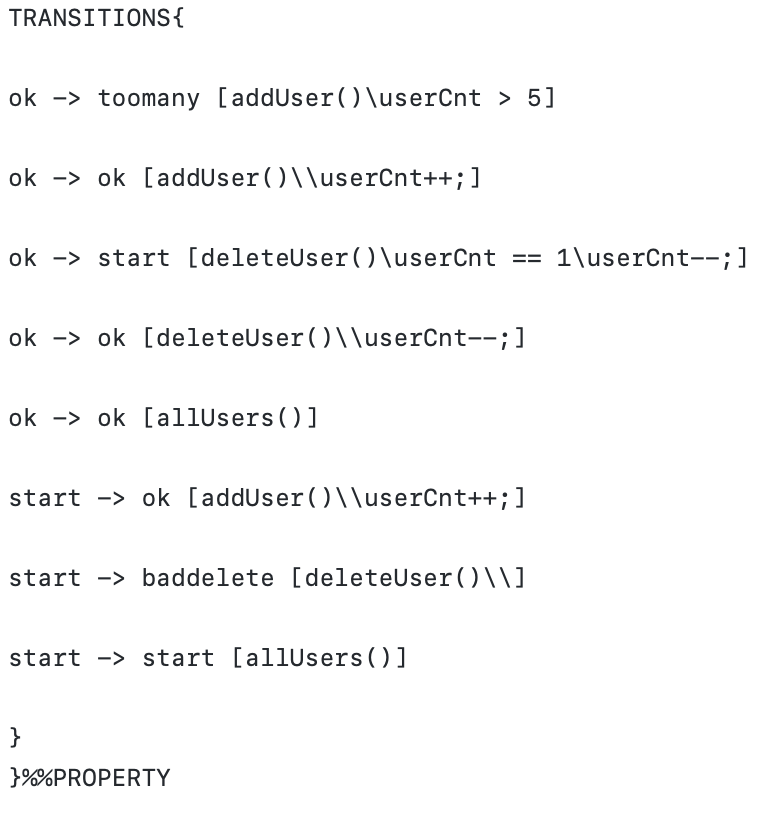 TRANSITIONS{
ok -> toomany [addUser()\userCnt > 5]
ok -> ok [addUser()\\userCnt++;]
ok -> start [deleteUser()\userCnt == 1\userCnt--;]
ok -> ok [deleteUser()\\userCnt--;]
ok -> ok [allUsers()]
start -> ok [addUser()\\userCnt++;]
start -> baddelete [deleteUser()\\]
start -> start [allUsers()]
}
}%%PROPERTY